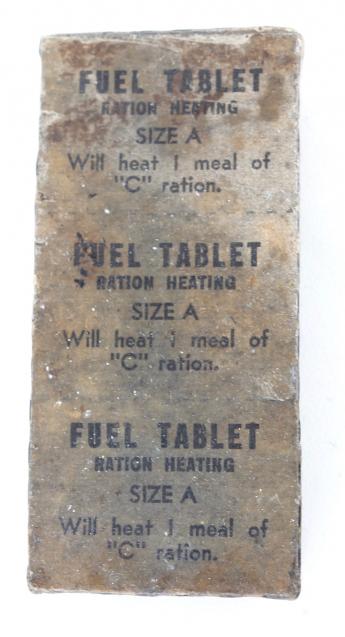 FUEL TABLET
RATION HEATING
SIZE A
Will heat 1 meal of
"C" ration.
FUEL TABLET
RATION HEATING
SIZE A
Will heat 1 meal of
"C" ration.
FUEL TABLET
RATION HEATING
SIZE A
Will heat 1 meal of
"C" ration.